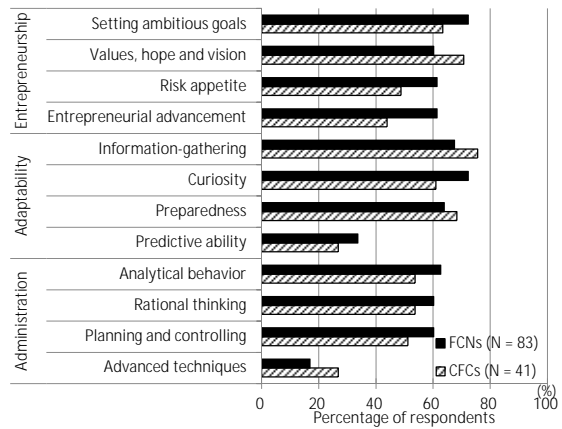 Entrepreneurship
Setting ambitious goals
Values, hope and vision
Risk appetite
Entrepreneurial advancement
Adaptability
Information-gathering
Curiosity
Preparedness
Predictive ability
Administration
Analytical behavior
Rational thinking
Planning and controlling
Advanced techniques
FCNs (N = 83)
CFCs (N = 41)
(%)
0 20 40 60 80 100
Percentage of respondents